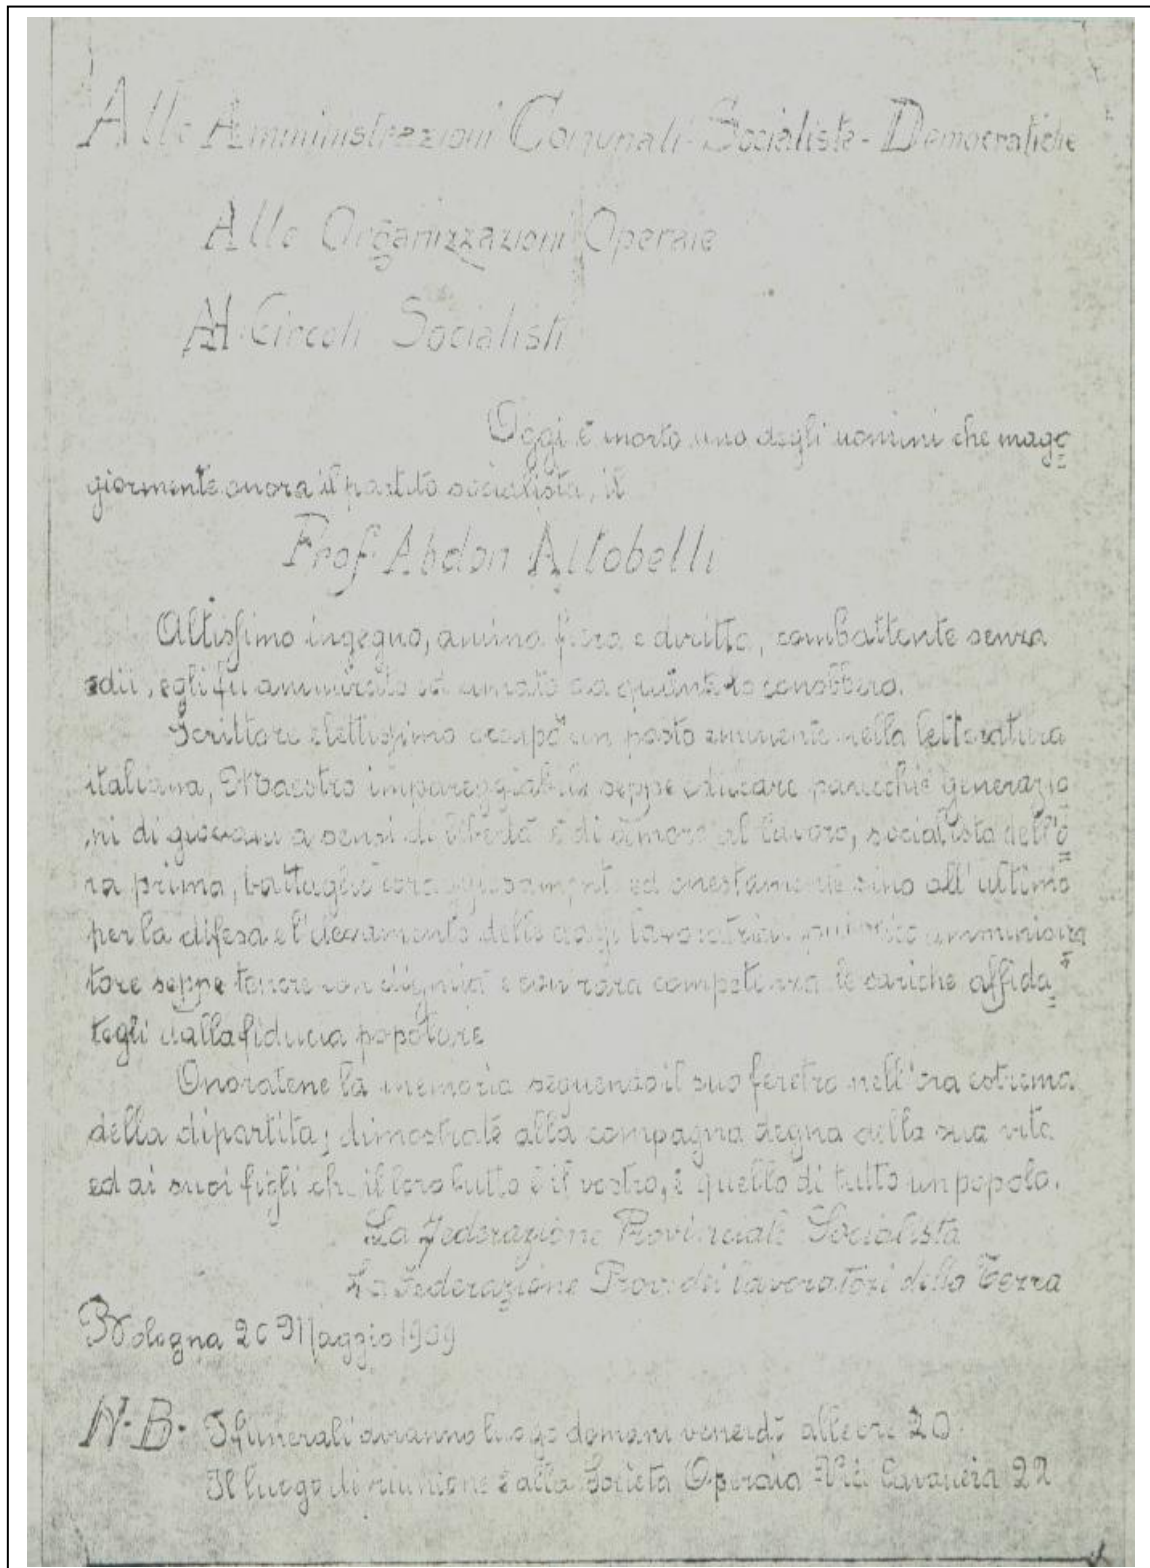 Alle Amministrazioni Comunali Socialiste-Democratiche
Alle Organizzazioni Operaie
Ai Circoli Socialisti
Oggi è morto uno degli uomini che mag=
giormente onora il partito socialista, il
Prof. Abdon Altobelli
Altissimo ingegno, anima fiera e diritta, combattente senza
odii, egli fu ammirato ed amato da quanti lo conobbero.
Scrittore elettissimo occupò un posto eminente nella letteratura
italiana, Maestro impareggiabile seppe educare parecchie generazio
ni di giovani a sensi di libertà e di amore al lavoro, socialista dell'o=
ra prima, battagliò coraggiosamente ed onestamente sino all'ultimo
per la difesa e l'elevamento delle classi lavoratrici, pubblico amministra
tore seppe tenere con dignità e con rara competenza le cariche affida=
tegli dalla fiducia popolare
Onoratene la memoria seguendo il suo feretro nell'ora estrema
della dipartita; dimostrate alla compagna degna della sua vita
ed ai suoi figli che il loro lutto è il vostro, è quello di tutto un popolo.
La Federazione Provinciale Socialista
La Federazione Prov. dei lavoratori della Terra
Bologna 20 Maggio 1909
N.B. I funerali avranno luogo domani venerdì alle ore 20.
Il luogo di riunione è alla Società Operaia Via Cavaliera 22